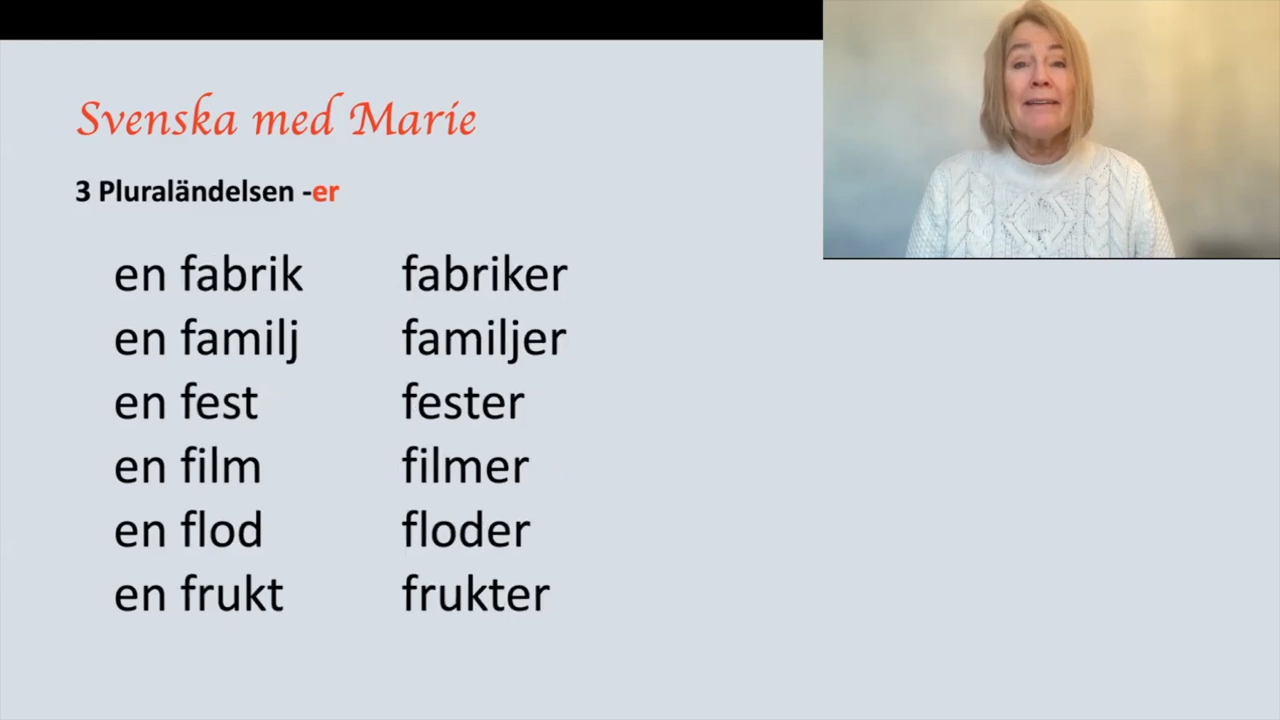 Svenska med Marie
3 Pluraländelsen -er
en fabrik fabriker
en familj familjer
en fest fester
en film filmer
en flod floder
en frukt frukter